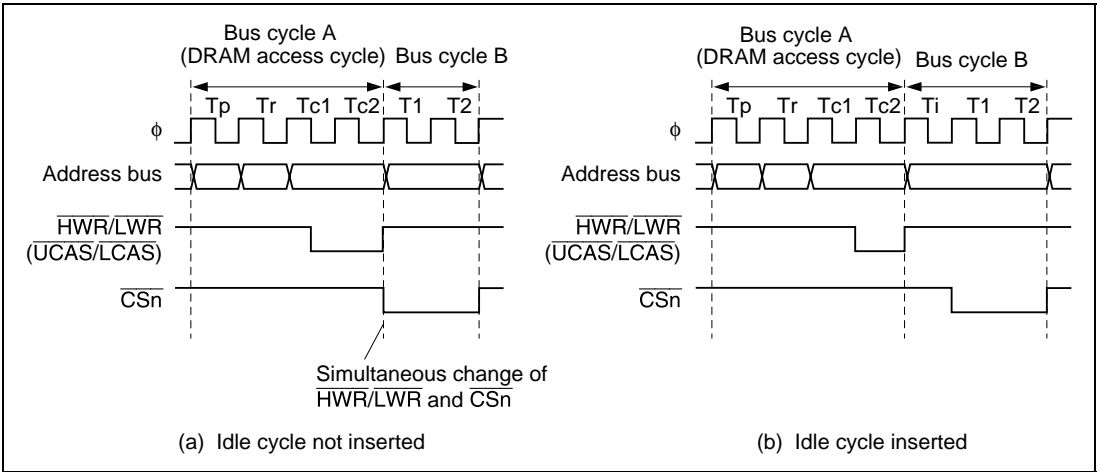 Bus cycle A
(DRAM access cycle) Bus cycle B
Tp Tr Tc1 Tc2 T1 T2
ϕ
Address bus
HWR/LWR
(UCAS/LCAS)
CSn
Simultaneous change of
HWR/LWR and CSn
(a) Idle cycle not inserted
Bus cycle A
(DRAM access cycle) Bus cycle B
Tp Tr Tc1 Tc2 Ti T1 T2
ϕ
Address bus
HWR/LWR
(UCAS/LCAS)
CSn
(b) Idle cycle inserted